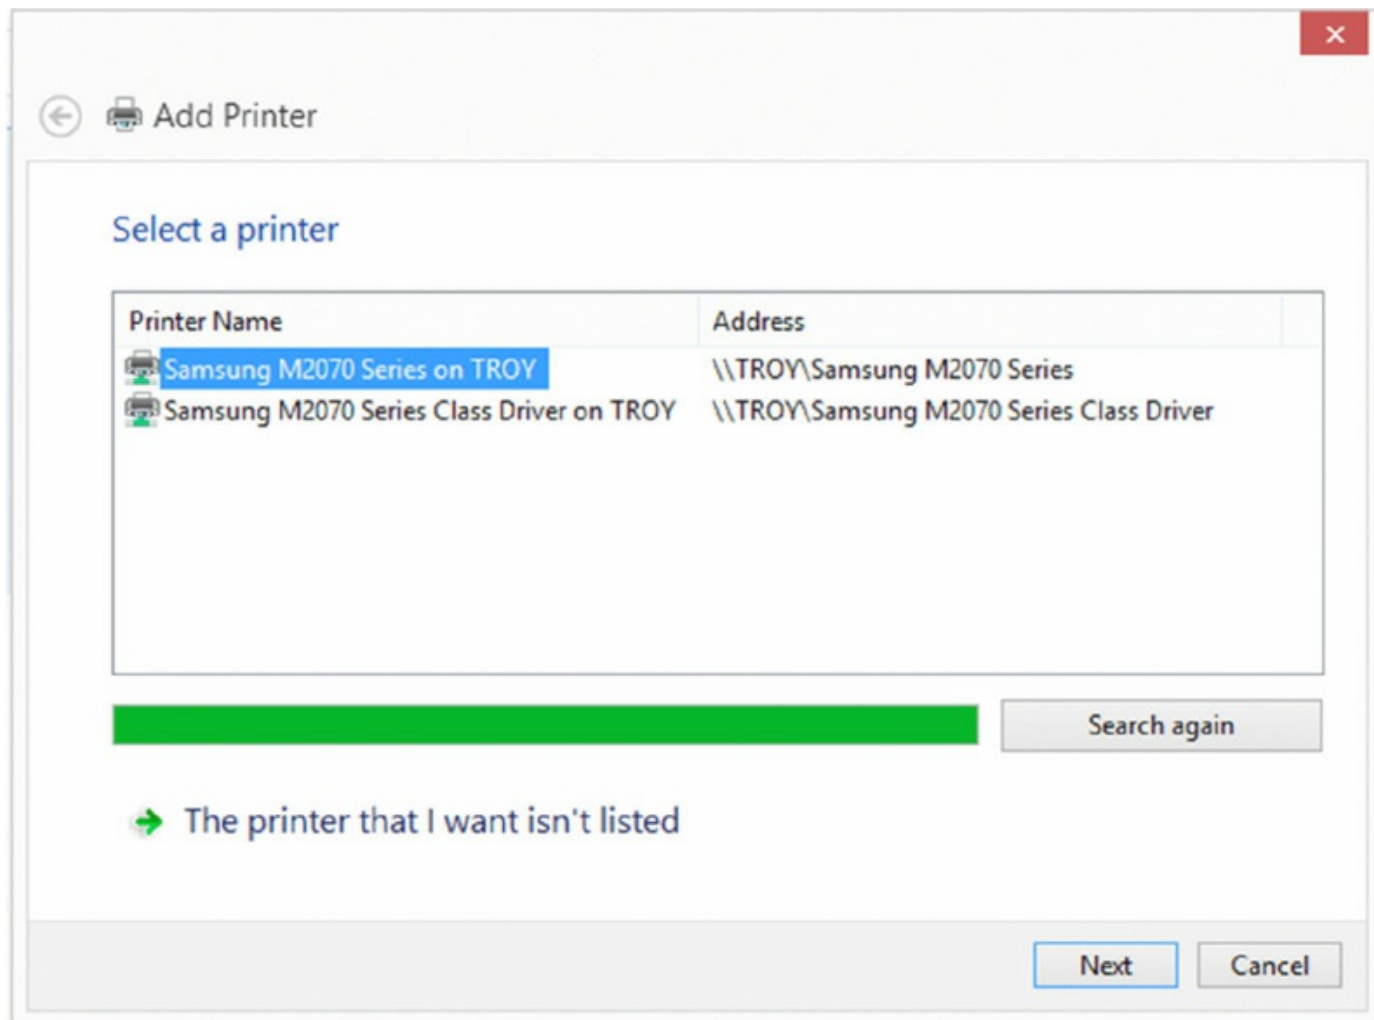 Add Printer
Select a printer
Printer Name Address
Samsung M2070 Series on TROY \\TROY\Samsung M2070 Series
Samsung M2070 Series Class Driver on TROY \\TROY\Samsung M2070 Series Class Driver
Search again
The printer that I want isn't listed
Next Cancel